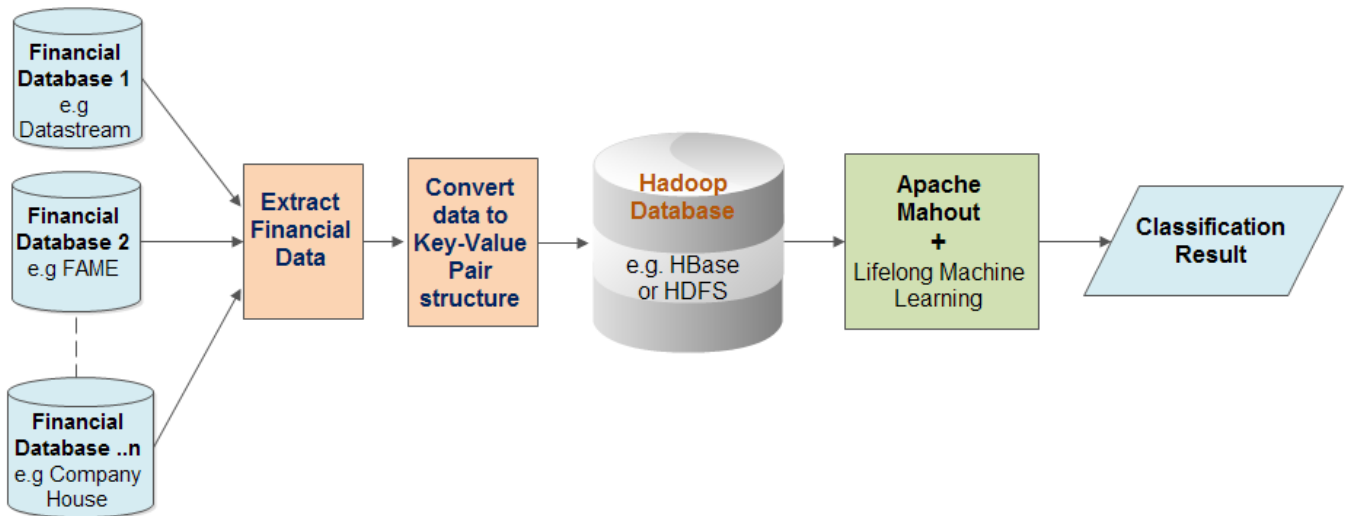 Financial
Database 1
e.g
Datastream
Financial
Database 2
e.g FAME
Financial
Database ..n
e.g Company
House
Extract
Financial
Data
Convert
data to
Key-Value
Pair
structure
Hadoop
Database
e.g. HBase
or HDFS
Apache
Mahout
+
Lifelong Machine
Learning
Classification
Result